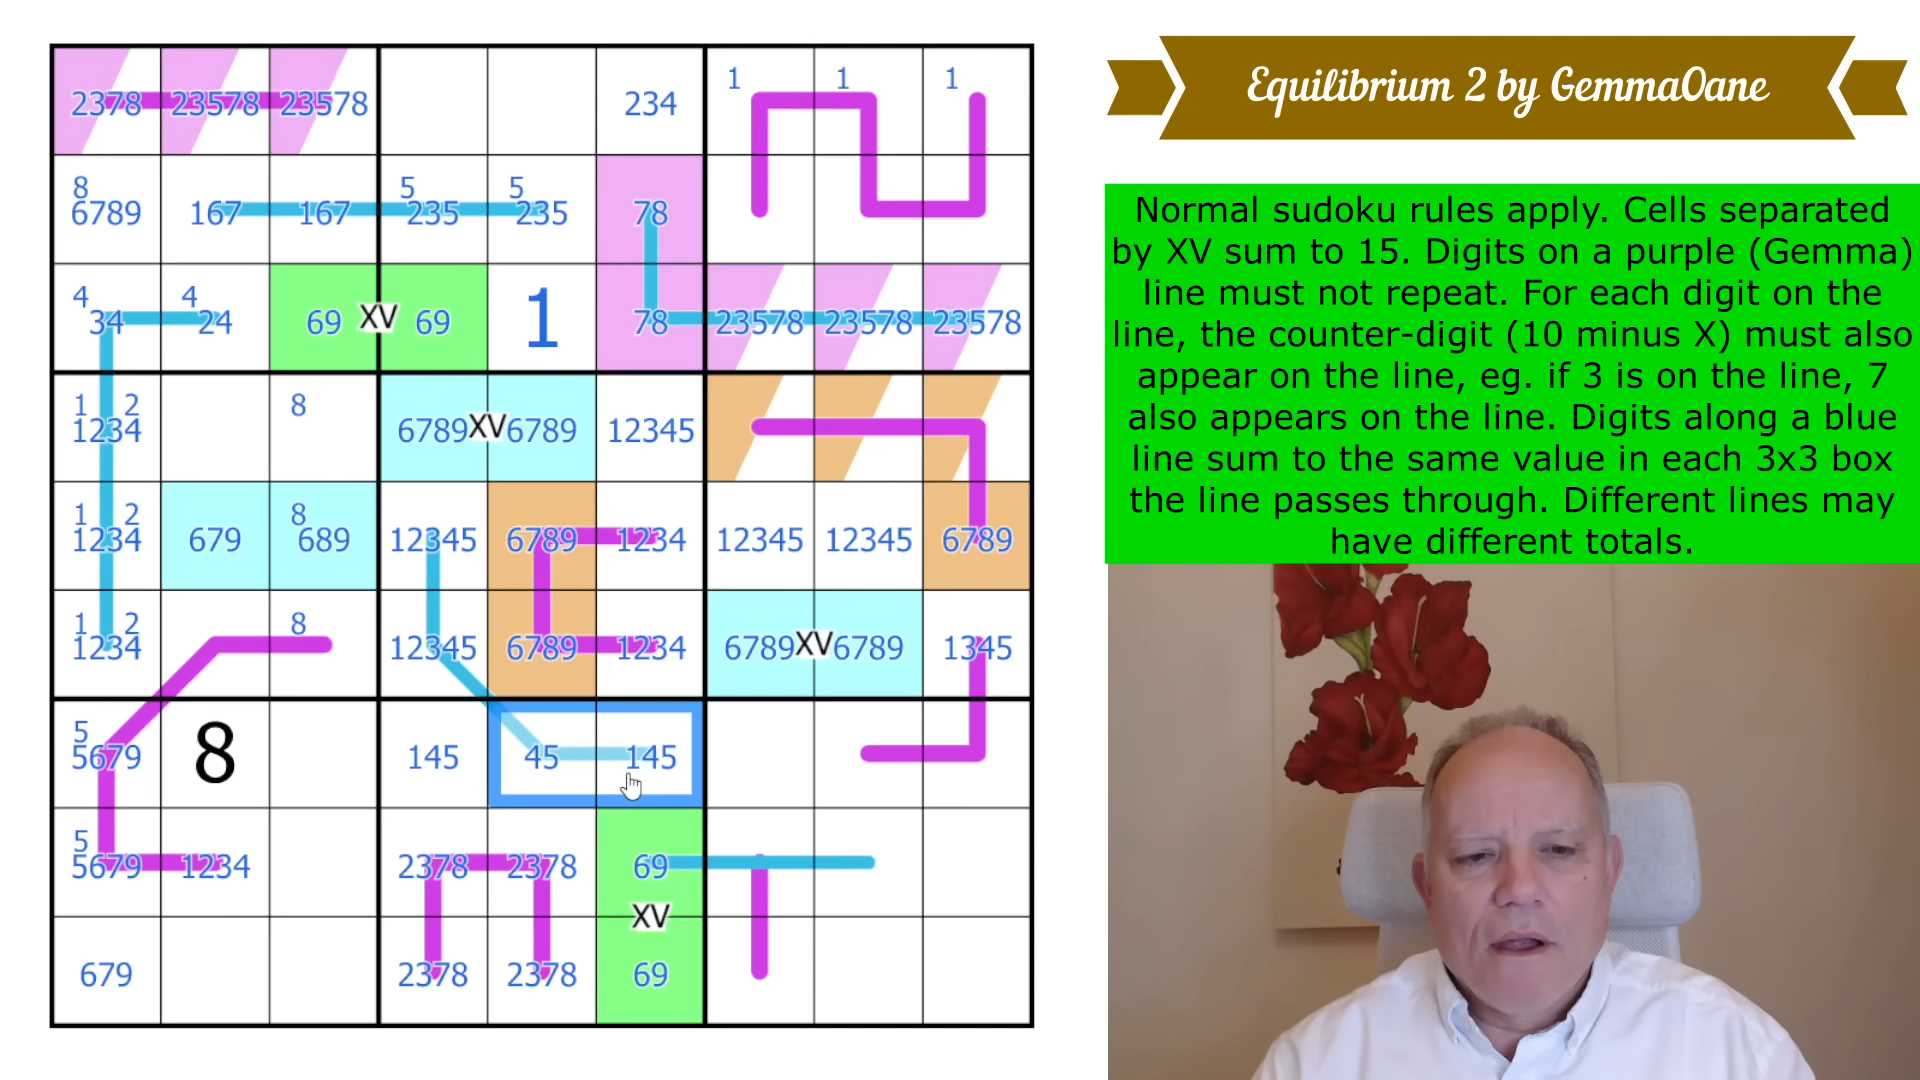 Equilibrium 2 by GemmaOane
Normal sudoku rules apply. Cells separated
by XV sum to 15. Digits on a purple (Gemma)
line must not repeat. For each digit on the
line, the counter-digit (10 minus X) must also
appear on the line, eg. if 3 is on the line, 7
also appears on the line. Digits along a blue
line sum to the same value in each 3x3 box
the line passes through. Different lines may
have different totals.
2378 23578 23578 234 1 1 1
8 5 5
6789 167 167 235 235 78
4 4
34 24 69 XV 69 1 78 23578 23578 23578
1 2 8
1234 6789 XV 6789 12345
1 2 8
1234 679 689 12345 6789 1234 12345 12345 6789
1 2 8
1234 12345 6789 1234 6789 XV 6789 1345
5
5679 8 145 45 145
5
5679 1234 2378 2378 69
XV
679 2378 2378 69